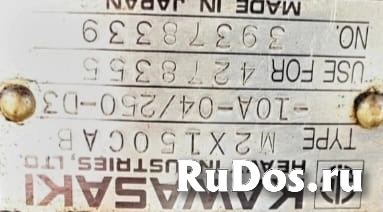 KAWASAKI
HEAVY INDUSTRIES, LTD.
TYPE M2X150CAB
-10A-04/250-D3
USE FOR 4278355
NO. 39378339
MADE IN JAPAN
RuDos.ru